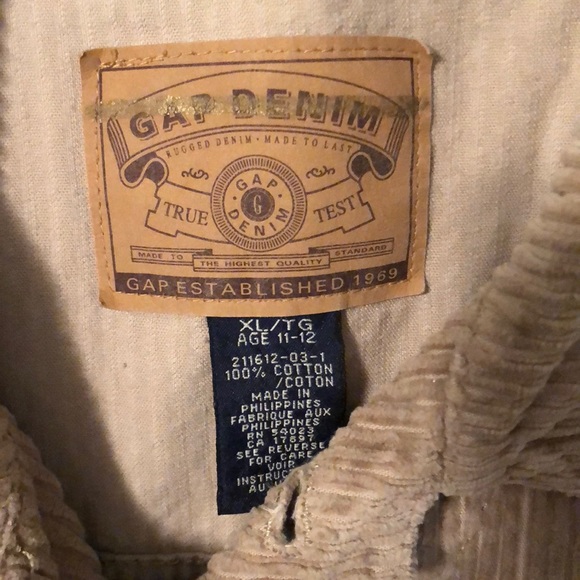 GAP DENIM
RUGGED DENIM · MADE TO LAST
GAP
TRUE G TEST
DENIM
MADE TO STANDARD
THE HIGHEST QUALITY
GAP ESTABLISHED 1969
XL/TG
AGE 11-12
211612-03-1
100% COTTON
/COTON
MADE IN
PHILIPPINES
FABRIQUE AUX
PHILIPPINES
RN 54023
CA 17897
SEE REVERSE
FOR CARE
VOIR